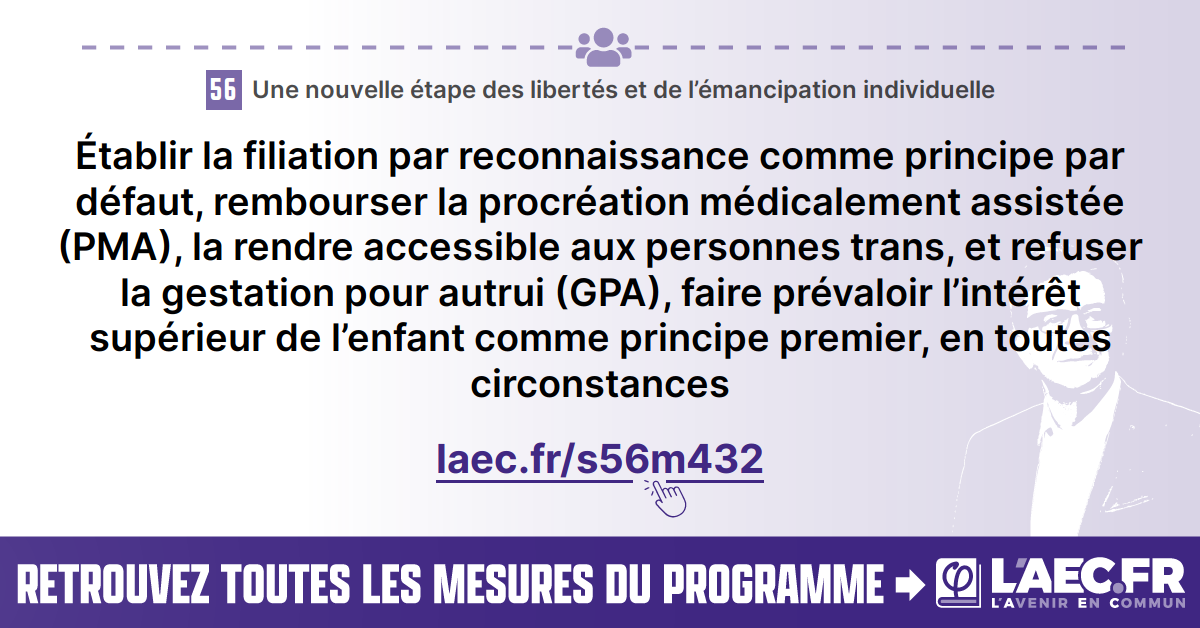 56 Une nouvelle étape des libertés et de l’émancipation individuelle
Établir la filiation par reconnaissance comme principe par
défaut, rembourser la procréation médicalement assistée
(PMA), la rendre accessible aux personnes trans, et refuser
la gestation pour autrui (GPA), faire prévaloir l’intérêt
supérieur de l’enfant comme principe premier, en toutes
circonstances
laec.fr/s56m432
RETROUVEZ TOUTES LES MESURES DU PROGRAMME
L’AEC.FR
L’AVENIR EN COMMUN